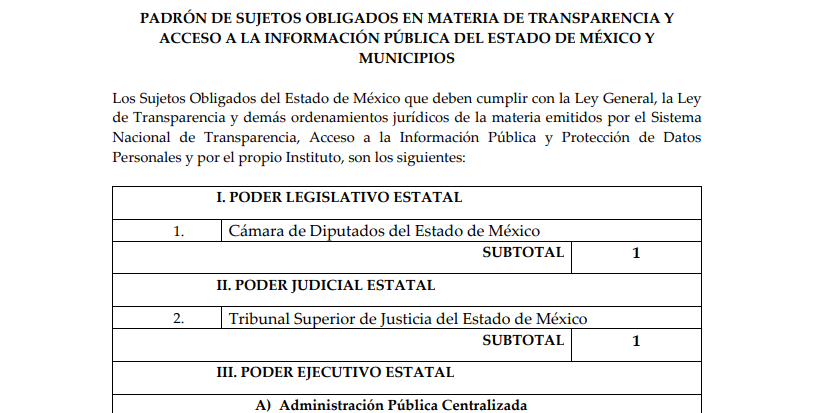 PADRÓN DE SUJETOS OBLIGADOS EN MATERIA DE TRANSPARENCIA Y
ACCESO A LA INFORMACIÓN PÚBLICA DEL ESTADO DE MÉXICO Y
MUNICIPIOS
Los Sujetos Obligados del Estado de México que deben cumplir con la Ley General, la Ley
de Transparencia y demás ordenamientos jurídicos de la materia emitidos por el Sistema
Nacional de Transparencia, Acceso a la Información Pública y Protección de Datos
Personales y por el propio Instituto, son los siguientes:
I. PODER LEGISLATIVO ESTATAL
1. Cámara de Diputados del Estado de México
SUBTOTAL 1
II. PODER JUDICIAL ESTATAL
2. Tribunal Superior de Justicia del Estado de México
SUBTOTAL 1
III. PODER EJECUTIVO ESTATAL
A) Administración Pública Centralizada